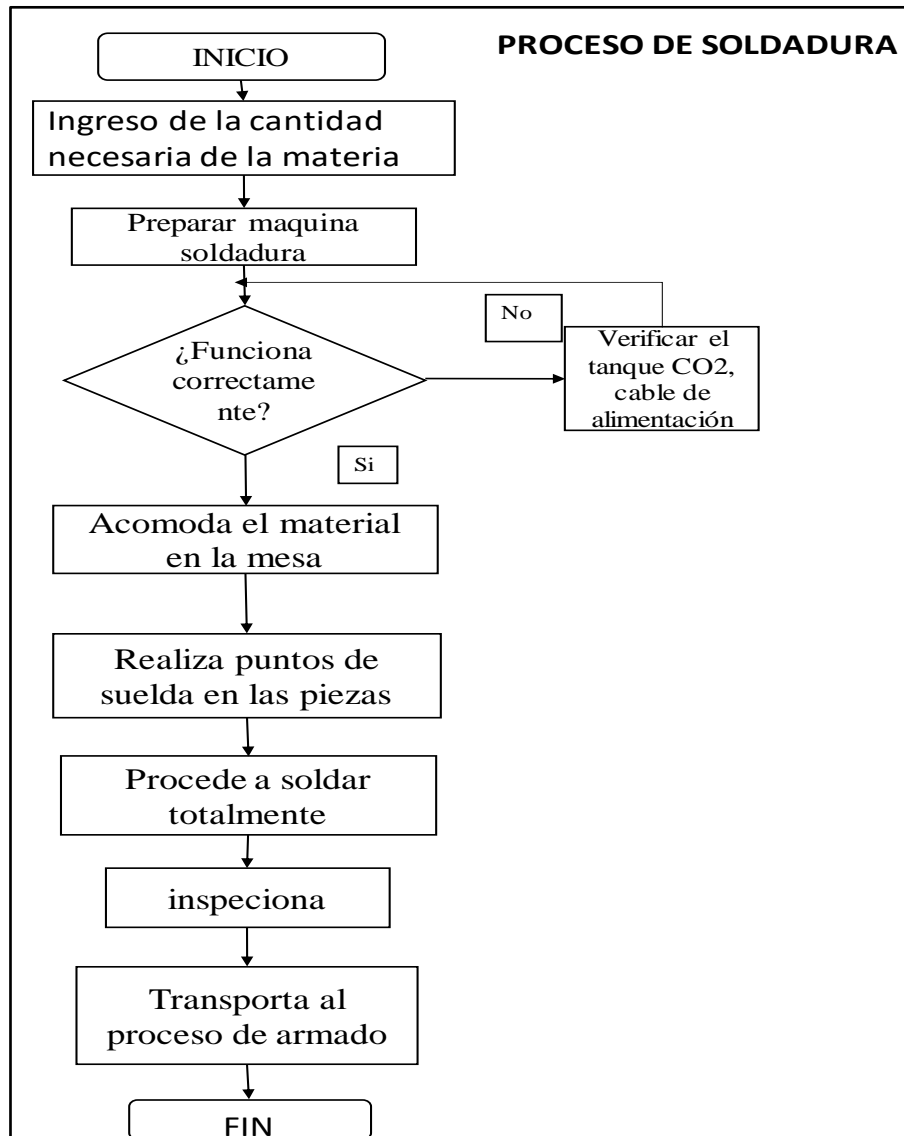 PROCESO DE SOLDADURA
INICIO
Ingreso de la cantidad
necesaria de la materia
Preparar maquina
soldadura
¿Funciona
correctame
nte?
No
Verificar el
tanque CO2,
cable de
alimentación
Si
Acomoda el material
en la mesa
Realiza puntos de
suelda en las piezas
Procede a soldar
totalmente
inspeciona
Transporta al
proceso de armado
FIN